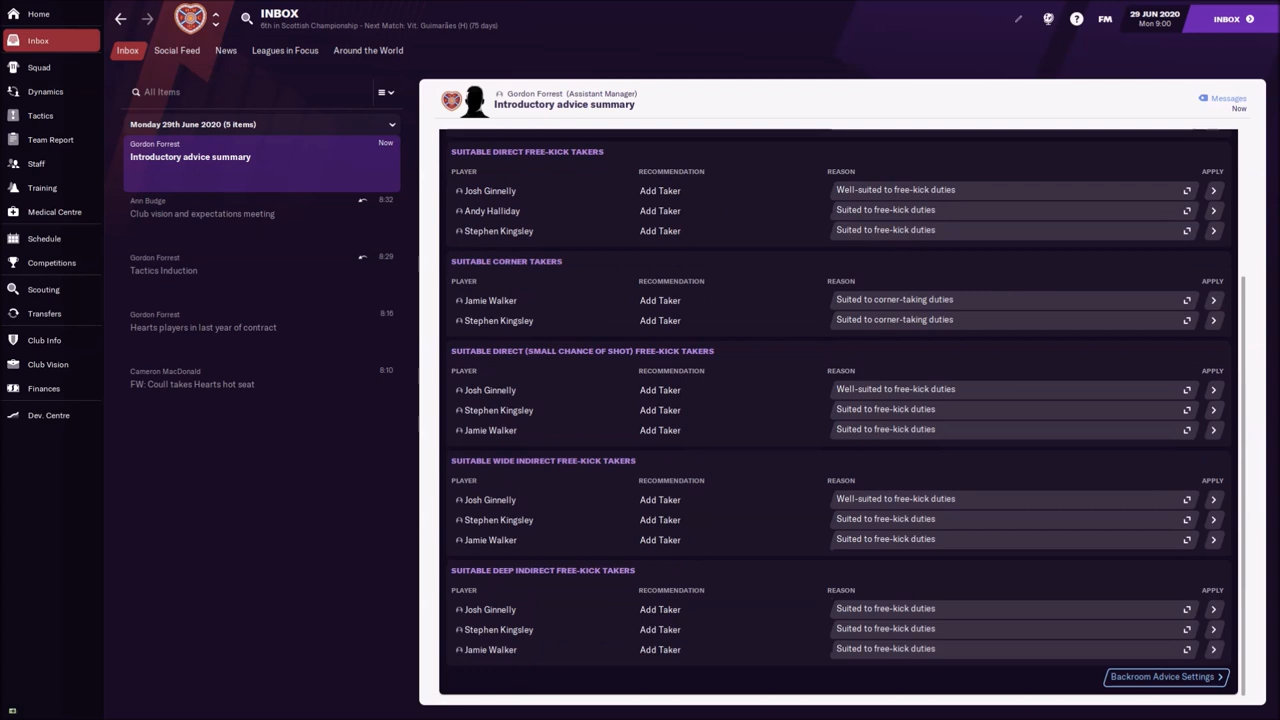 Home
Inbox
Squad
Dynamics
Tactics
Team Report
Staff
Training
Medical Centre
Schedule
Competitions
Scouting
Transfers
Club Info
Club Vision
Finances
Dev. Centre
INBOX
6th in Scottish Championship - Next Match: Vit. Guimarães (H) (75 days)
FM
29 JUN 2020
Mon 9:00
INBOX
Inbox Social Feed News Leagues in Focus Around the World
All Items
Monday 29th June 2020 (5 items)
Gordon Forrest Now
Introductory advice summary
Ann Budge 8:32
Club vision and expectations meeting
Gordon Forrest 8:29
Tactics Induction
Gordon Forrest 8:16
Hearts players in last year of contract
Cameron MacDonald 8:10
FW: Coull takes Hearts hot seat
Gordon Forrest (Assistant Manager)
Introductory advice summary
Messages
Now
SUITABLE DIRECT FREE-KICK TAKERS
PLAYER RECOMMENDATION REASON APPLY
Josh Ginnelly Add Taker Well-suited to free-kick duties
Andy Halliday Add Taker Suited to free-kick duties
Stephen Kingsley Add Taker Suited to free-kick duties
SUITABLE CORNER TAKERS
PLAYER RECOMMENDATION REASON APPLY
Jamie Walker Add Taker Suited to corner-taking duties
Stephen Kingsley Add Taker Suited to corner-taking duties
SUITABLE DIRECT (SMALL CHANCE OF SHOT) FREE-KICK TAKERS
PLAYER RECOMMENDATION REASON APPLY
Josh Ginnelly Add Taker Well-suited to free-kick duties
Stephen Kingsley Add Taker Suited to free-kick duties
Jamie Walker Add Taker Suited to free-kick duties
SUITABLE WIDE INDIRECT FREE-KICK TAKERS
PLAYER RECOMMENDATION REASON APPLY
Josh Ginnelly Add Taker Well-suited to free-kick duties
Stephen Kingsley Add Taker Suited to free-kick duties
Jamie Walker Add Taker Suited to free-kick duties
SUITABLE DEEP INDIRECT FREE-KICK TAKERS
PLAYER RECOMMENDATION REASON APPLY
Josh Ginnelly Add Taker Suited to free-kick duties
Stephen Kingsley Add Taker Suited to free-kick duties
Jamie Walker Add Taker Suited to free-kick duties
Backroom Advice Settings